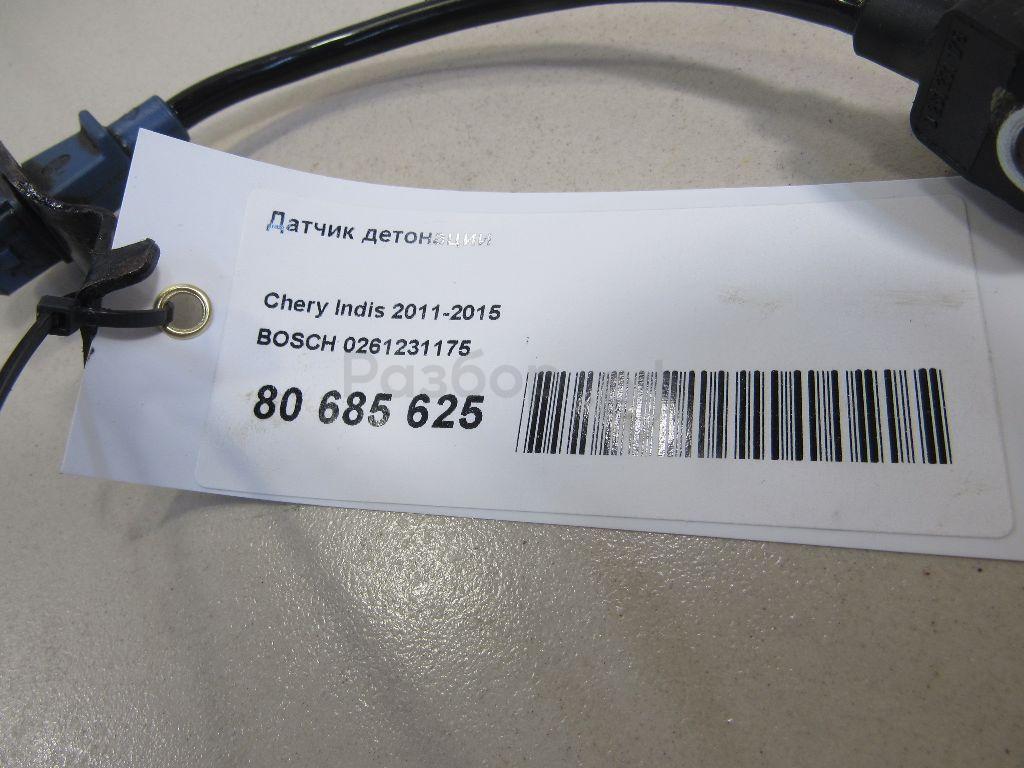 Датчик детонации
Chery Indis 2011-2015
BOSCH 0261231175
80 685 625